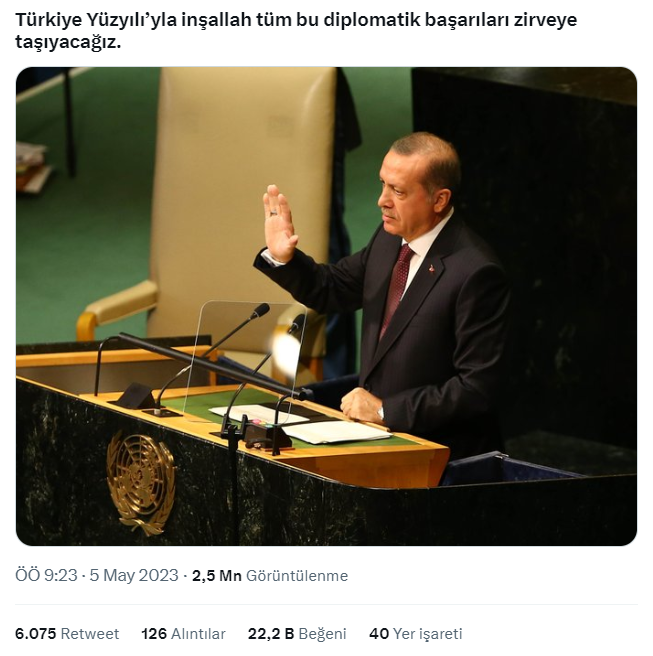 Türkiye Yüzyılı’yla inşallah tüm bu diplomatik başarıları zirveye
taşıyacağız.
ÖÖ 9:23 · 5 May 2023 · 2,5 Mn Görüntülenme
6.075 Retweet 126 Alıntılar 22,2 B Beğeni 40 Yer işareti